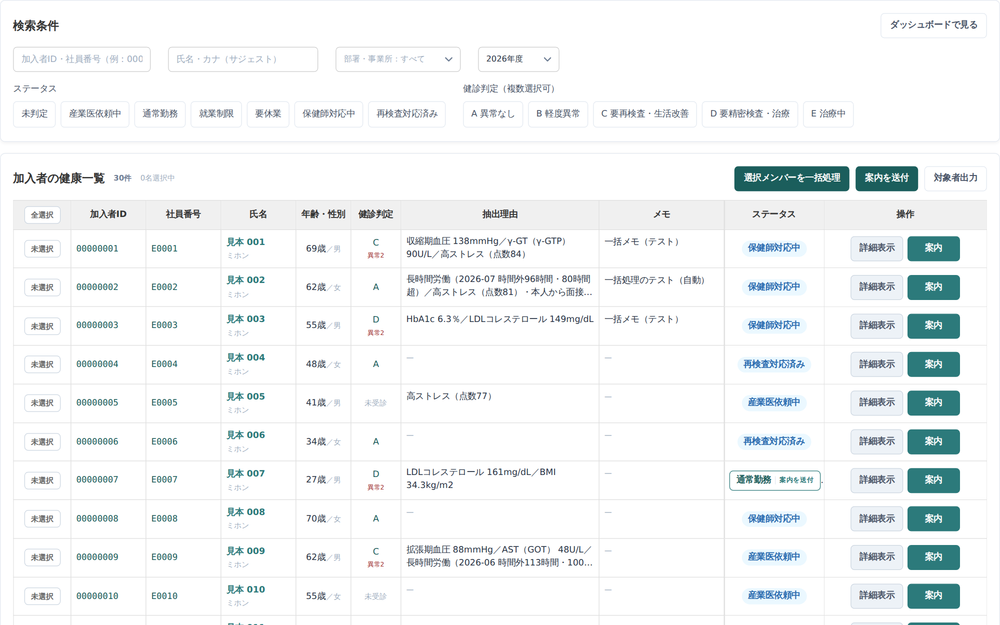 検索条件
ダッシュボードで見る
加入者ID・社員番号（例：000
氏名・カナ（サジェスト）
部署・事業所：すべて
2026年度
ステータス
健診判定（複数選択可）
未判定 産業医依頼中 通常勤務 就業制限 要休業 保健師対応中 再検査対応済み
A 異常なし B 軽度異常 C 要再検査・生活改善 D 要精密検査・治療 E 治療中
加入者の健康一覧 30件 0名選択中
選択メンバーを一括処理 案内を送付 対象者出力
全選択 加入者ID 社員番号 氏名 年齢・性別 健診判定 抽出理由 メモ ステータス 操作
未選択 00000001 E0001 見本 001 ミホン 69歳／男 C 異常2 収縮期血圧 138mmHg／γ-GT（γ-GTP）
90U/L／高ストレス（点数84） 一括メモ（テスト） 保健師対応中 詳細表示 案内
未選択 00000002 E0002 見本 002 ミホン 62歳／女 A 長時間労働（2026-07 時間外96時間・80時間
超）／高ストレス（点数81）・本人から面接… 一括処理のテスト（自動） 保健師対応中 詳細表示 案内
未選択 00000003 E0003 見本 003 ミホン 55歳／男 D 異常2 HbA1c 6.3％／LDLコレステロール 149mg/dL 一括メモ（テスト） 保健師対応中 詳細表示 案内
未選択 00000004 E0004 見本 004 ミホン 48歳／女 A — — 再検査対応済み 詳細表示 案内
未選択 00000005 E0005 見本 005 ミホン 41歳／男 未受診 高ストレス（点数77） — 産業医依頼中 詳細表示 案内
未選択 00000006 E0006 見本 006 ミホン 34歳／女 A — — 再検査対応済み 詳細表示 案内
未選択 00000007 E0007 見本 007 ミホン 27歳／男 D 異常2 LDLコレステロール 161mg/dL／BMI
34.3kg/m2 — 通常勤務 案内を送付 . 詳細表示 案内
未選択 00000008 E0008 見本 008 ミホン 70歳／女 A — — 保健師対応中 詳細表示 案内
未選択 00000009 E0009 見本 009 ミホン 62歳／男 C 異常2 拡張期血圧 88mmHg／AST（GOT） 48U/L／
長時間労働（2026-06 時間外113時間・100… — 産業医依頼中 詳細表示 案内
未選択 00000010 E0010 見本 010 ミホン 55歳／女 未受診 — — 産業医依頼中 詳細表示 案内